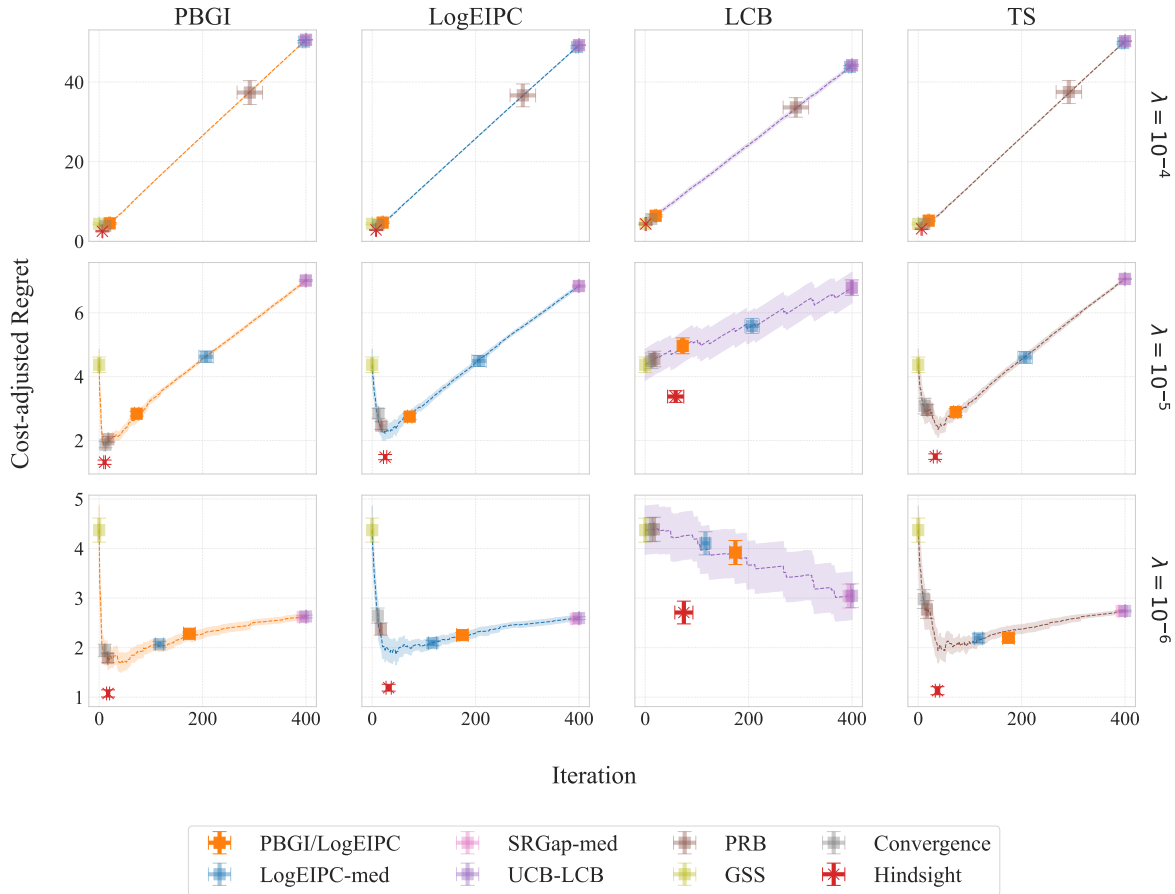 PBGI LogEIPC LCB TS
40
20
0
λ = 10⁻⁴
6
4
2
λ = 10⁻⁵
5
4
3
2
1
λ = 10⁻⁶
0 200 400 0 200 400 0 200 400 0 200 400
Cost-adjusted Regret
Iteration
PBGI/LogEIPC SRGap-med PRB Convergence
LogEIPC-med UCB-LCB GSS Hindsight